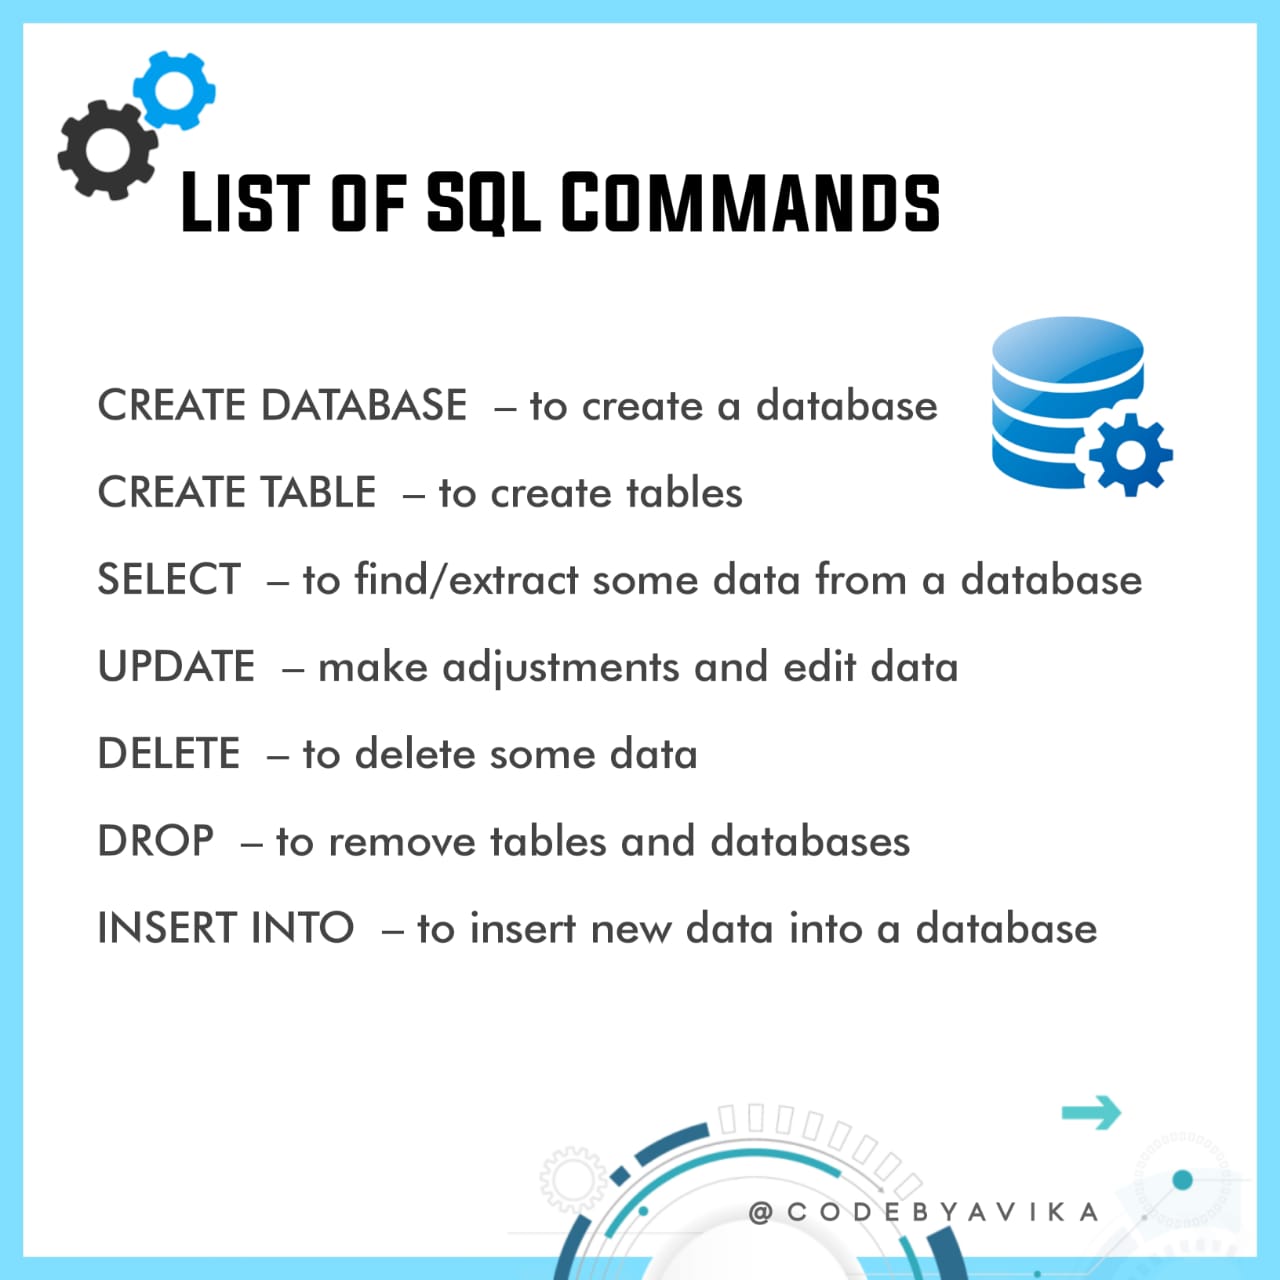 List of SQL Commands
CREATE DATABASE – to create a database
CREATE TABLE – to create tables
SELECT – to find/extract some data from a database
UPDATE – make adjustments and edit data
DELETE – to delete some data
DROP – to remove tables and databases
INSERT INTO – to insert new data into a database
@CODEBYAVIKA